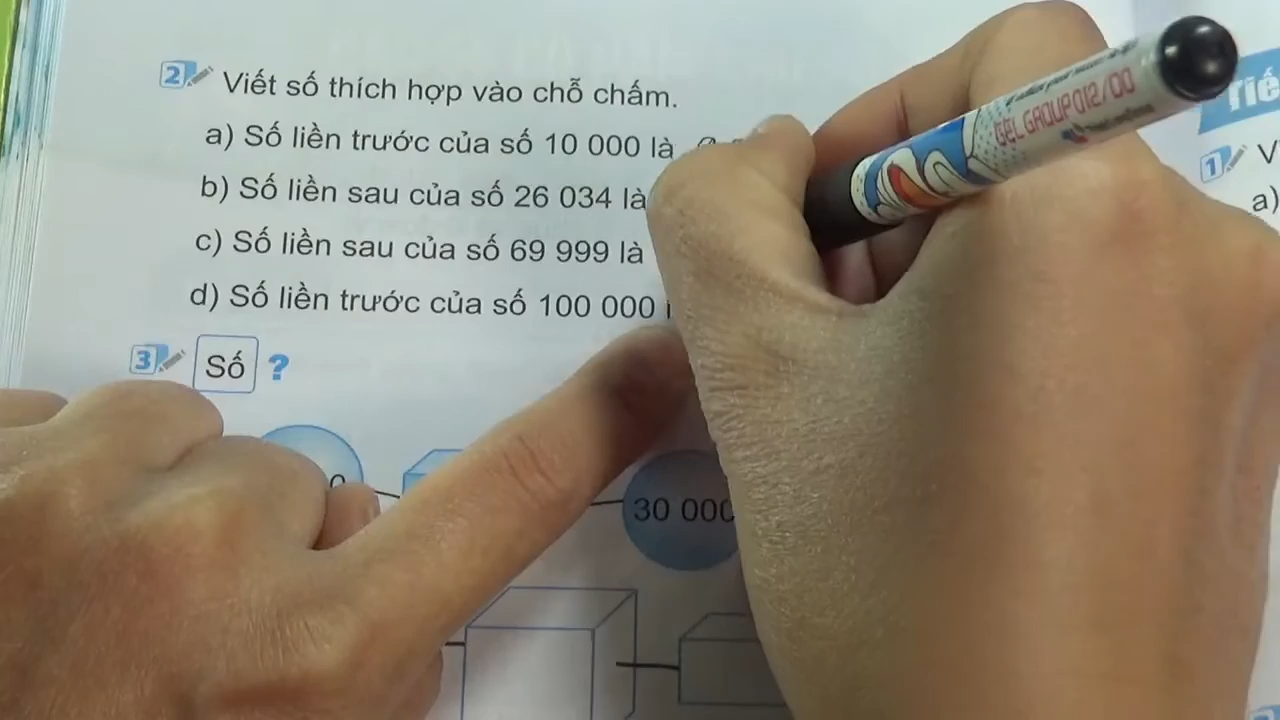 2 Viết số thích hợp vào chỗ chấm.
a) Số liền trước của số 10 000 là
b) Số liền sau của số 26 034 là
c) Số liền sau của số 69 999 là
d) Số liền trước của số 100 000
3 Số ?
30 000
GEL GROUP 012/00
Tiế
1 V
a)